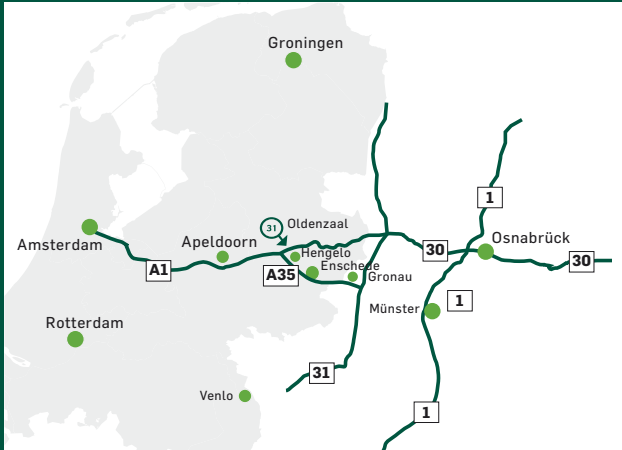 Groningen
1
31
Oldenzaal
Amsterdam
Apeldoorn
Hengelo
30
Osnabrück
30
A1
A35
Enschede
Gronau
Münster
1
Rotterdam
31
Venlo
1